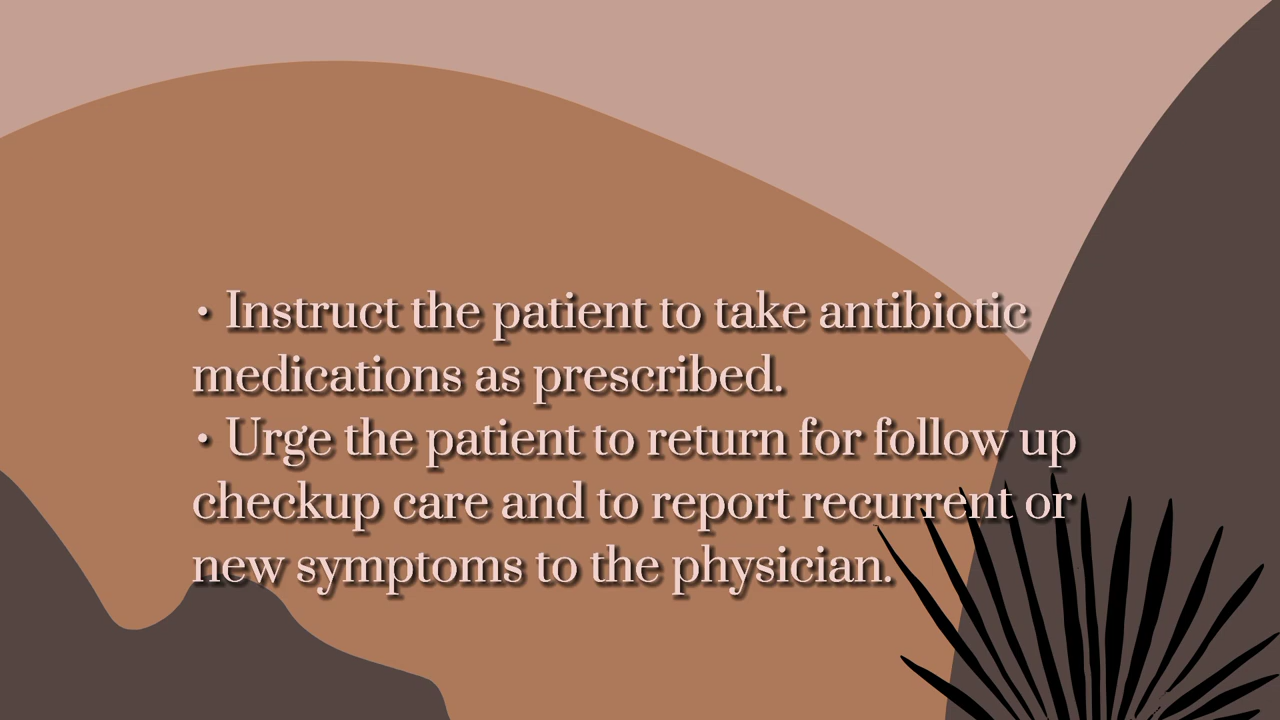 • Instruct the patient to take antibiotic
medications as prescribed.
• Urge the patient to return for follow up
checkup care and to report recurrent or
new symptoms to the physician.